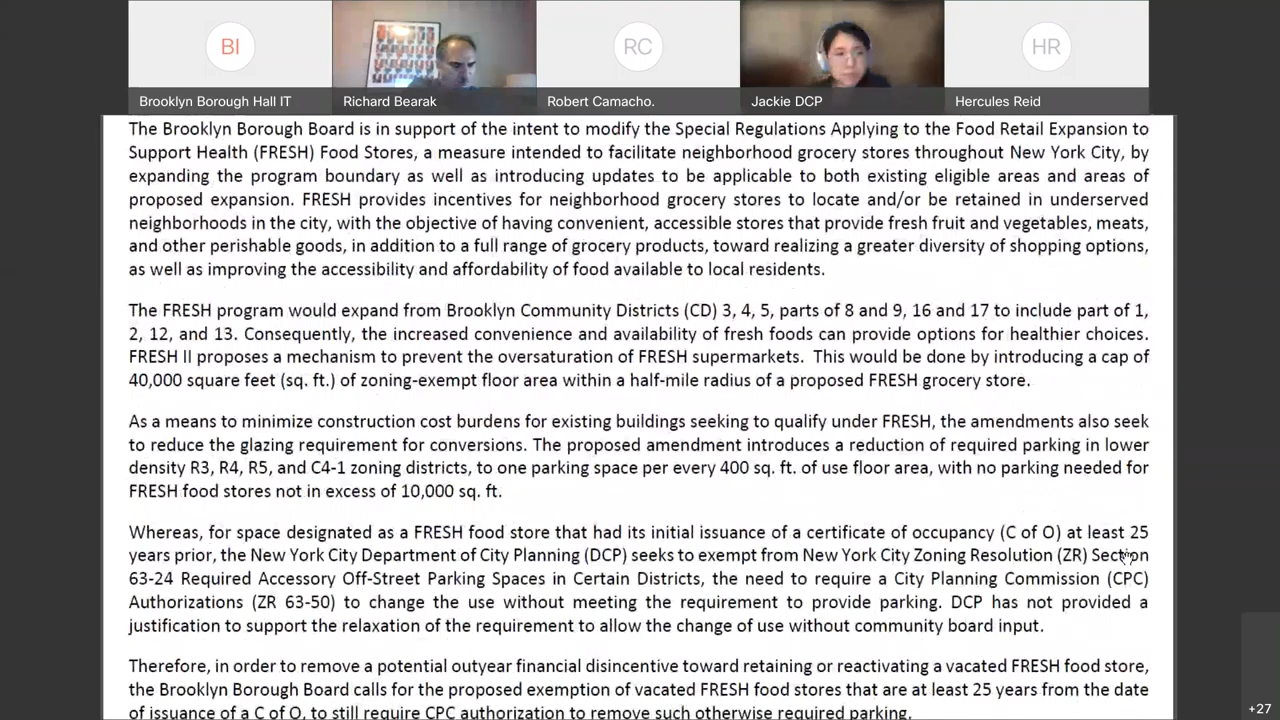 BI
RC
HR
Brooklyn Borough Hall IT
Richard Bearak
Robert Camacho.
Jackie DCP
Hercules Reid
The Brooklyn Borough Board is in support of the intent to modify the Special Regulations Applying to the Food Retail Expansion to
Support Health (FRESH) Food Stores, a measure intended to facilitate neighborhood grocery stores throughout New York City, by
expanding the program boundary as well as introducing updates to be applicable to both existing eligible areas and areas of
proposed expansion. FRESH provides incentives for neighborhood grocery stores to locate and/or be retained in underserved
neighborhoods in the city, with the objective of having convenient, accessible stores that provide fresh fruit and vegetables, meats,
and other perishable goods, in addition to a full range of grocery products, toward realizing a greater diversity of shopping options,
as well as improving the accessibility and affordability of food available to local residents.
The FRESH program would expand from Brooklyn Community Districts (CD) 3, 4, 5, parts of 8 and 9, 16 and 17 to include part of 1,
2, 12, and 13. Consequently, the increased convenience and availability of fresh foods can provide options for healthier choices.
FRESH II proposes a mechanism to prevent the oversaturation of FRESH supermarkets. This would be done by introducing a cap of
40,000 square feet (sq. ft.) of zoning-exempt floor area within a half-mile radius of a proposed FRESH grocery store.
As a means to minimize construction cost burdens for existing buildings seeking to qualify under FRESH, the amendments also seek
to reduce the glazing requirement for conversions. The proposed amendment introduces a reduction of required parking in lower
density R3, R4, R5, and C4-1 zoning districts, to one parking space per every 400 sq. ft. of use floor area, with no parking needed for
FRESH food stores not in excess of 10,000 sq. ft.
Whereas, for space designated as a FRESH food store that had its initial issuance of a certificate of occupancy (C of O) at least 25
years prior, the New York City Department of City Planning (DCP) seeks to exempt from New York City Zoning Resolution (ZR) Section
63-24 Required Accessory Off-Street Parking Spaces in Certain Districts, the need to require a City Planning Commission (CPC)
Authorizations (ZR 63-50) to change the use without meeting the requirement to provide parking. DCP has not provided a
justification to support the relaxation of the requirement to allow the change of use without community board input.
Therefore, in order to remove a potential outyear financial disincentive toward retaining or reactivating a vacated FRESH food store,
the Brooklyn Borough Board calls for the proposed exemption of vacated FRESH food stores that are at least 25 years from the date
of issuance of a C of O, to still require CPC authorization to remove such otherwise required parking.
+27